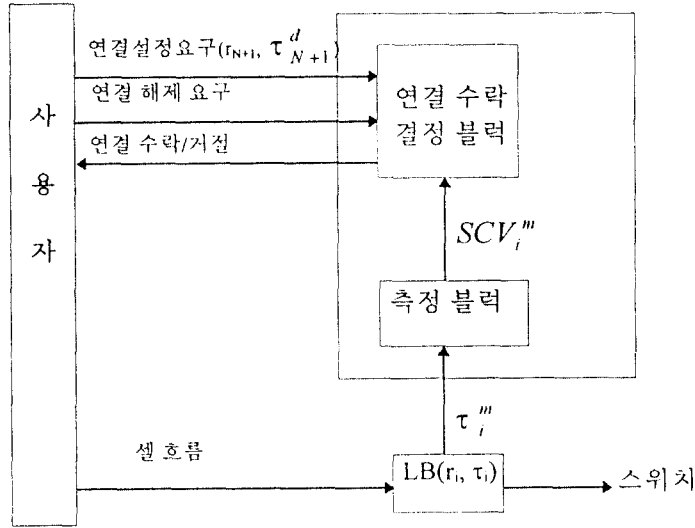 연결설정요구(r_{N+1}, τ^d_{N+1})
연결 해제 요구
연결 수락/거절
사
용
자
연결 수락
결정 블럭
SCV_i^m
측정 블럭
τ_i^m
셀 흐름
LB(r_i, τ_i)
스위치